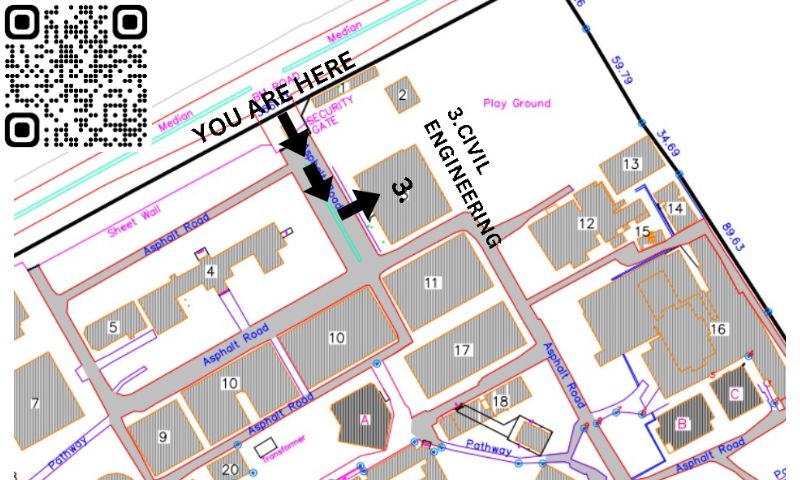 Median
Median
YOU ARE HERE
SECURITY
GATE
1
2
Play Ground
59.79
34.69
89.63
3.CIVIL
ENGINEERING
3.
Asphalt Road
Sheet Wall
Asphalt Road
4
5
7
9
10
10
11
12
13
14
15
16
17
18
20
A
B
C
Asphalt Road
Asphalt Road
Asphalt Road
Asphalt Road
Pathway
Pathway
Transformer